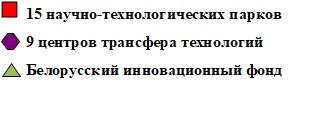 15 научно-технологических парков
9 центров трансфера технологий
Белорусский инновационный фонд